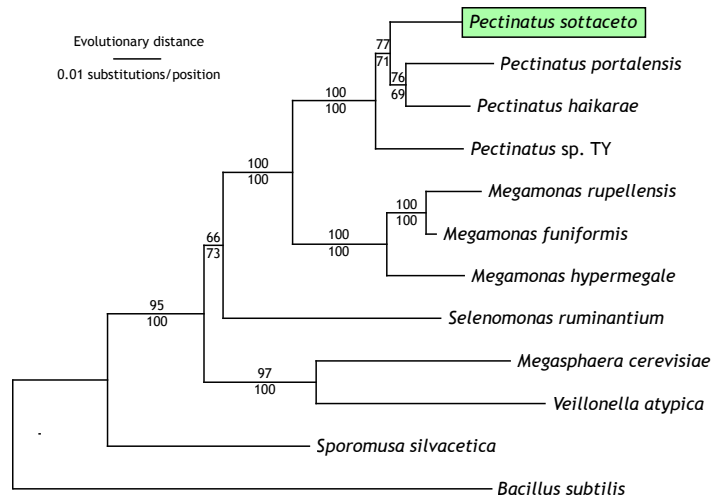 Pectinatus sottaceto
Evolutionary distance
0.01 substitutions/position
77
71
Pectinatus portalensis
76
69
100
100
Pectinatus haikarae
Pectinatus sp. TY
100
100
Megamonas rupellensis
100
100
Megamonas funiformis
66
73
100
100
Megamonas hypermegale
95
100
Selenomonas ruminantium
Megasphaera cerevisiae
97
100
Veillonella atypica
Sporomusa silvacetica
Bacillus subtilis